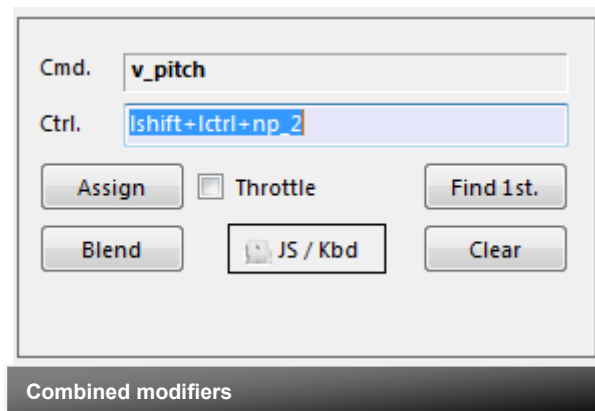 Cmd. v_pitch
Ctrl. lshift+lctrl+np_2
Assign Throttle Find 1st.
Blend JS / Kbd Clear
Combined modifiers